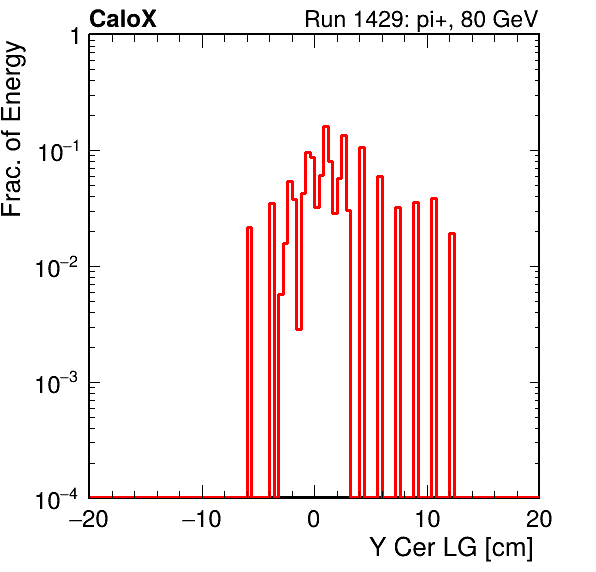 CaloX
Run 1429: pi+, 80 GeV
Frac. of Energy
1
10⁻¹
10⁻²
10⁻³
10⁻⁴
−20
−10
0
10
20
Y Cer LG [cm]